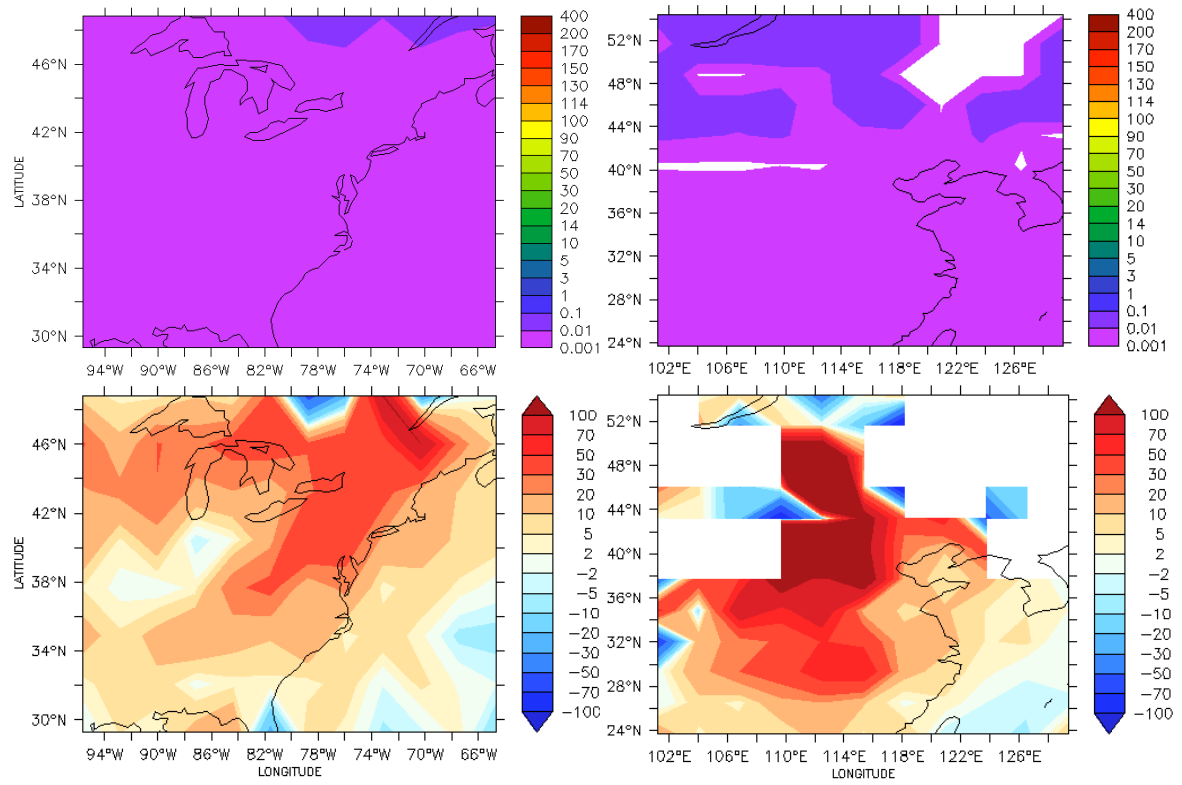 400
200
170
150
130
114
100
90
70
50
30
20
14
10
5
3
1
0.1
0.01
0.001
46°N
42°N
38°N
34°N
30°N
LATITUDE
94°W 90°W 86°W 82°W 78°W 74°W 70°W 66°W
400
200
170
150
130
114
100
90
70
50
30
20
14
10
5
3
1
0.1
0.01
0.001
52°N
48°N
44°N
40°N
36°N
32°N
28°N
24°N
102°E 106°E 110°E 114°E 118°E 122°E 126°E
100
70
50
30
20
10
5
2
−2
−5
−10
−20
−30
−50
−70
−100
46°N
42°N
38°N
34°N
30°N
LATITUDE
94°W 90°W 86°W 82°W 78°W 74°W 70°W 66°W
LONGITUDE
100
70
50
30
20
10
5
2
−2
−5
−10
−20
−30
−50
−70
−100
52°N
48°N
44°N
40°N
36°N
32°N
28°N
24°N
102°E 106°E 110°E 114°E 118°E 122°E 126°E
LONGITUDE